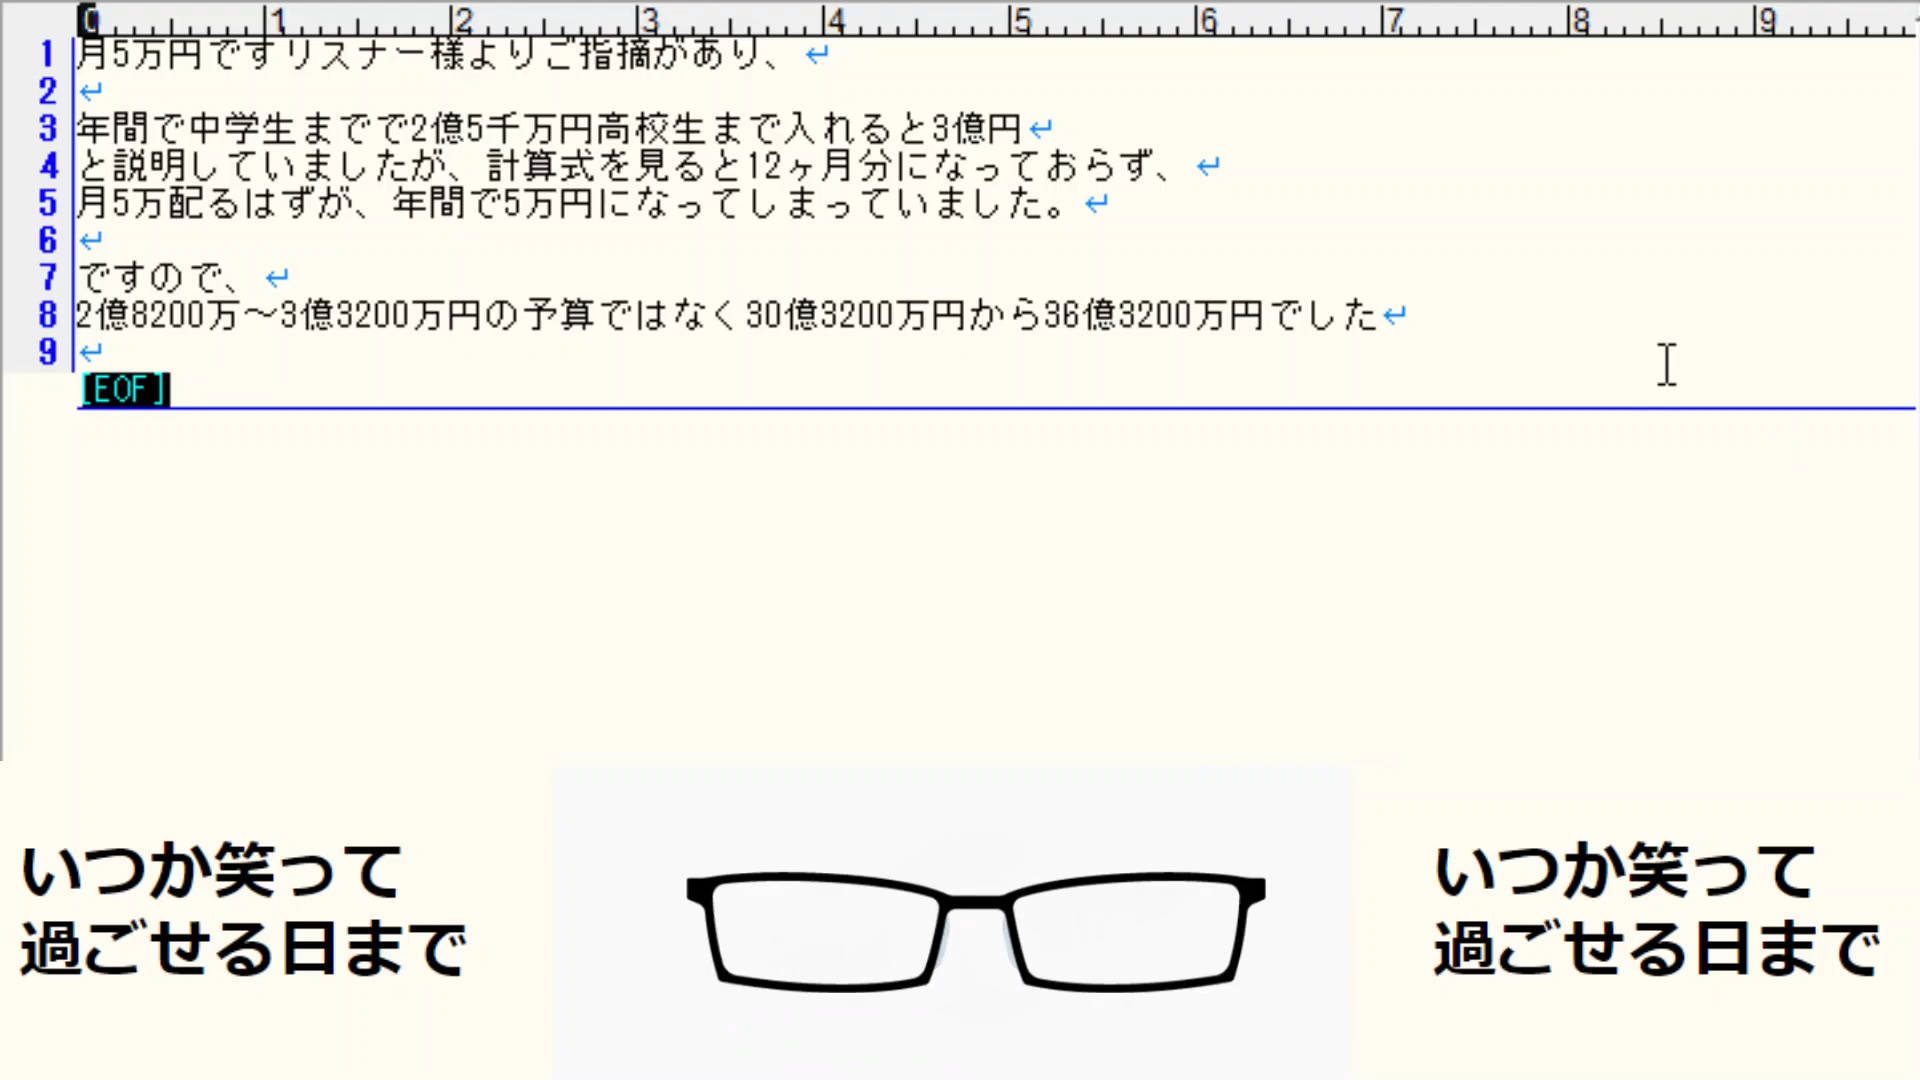 0 1 2 3 4 5 6 7 8 9
1 月5万円ですリスナー様よりご指摘があり、↵
2 ↵
3 年間で中学生までで2億5千万円高校生まで入れると3億円↵
4 と説明していましたが、計算式を見ると12ヶ月分になっておらず、↵
5 月5万配るはずが、年間で5万円になってしまっていました。↵
6 ↵
7 ですので、↵
8 2億8200万～3億3200万円の予算ではなく30億3200万円から36億3200万円でした↵
9 ↵
[EOF]
いつか笑って
過ごせる日まで
いつか笑って
過ごせる日まで